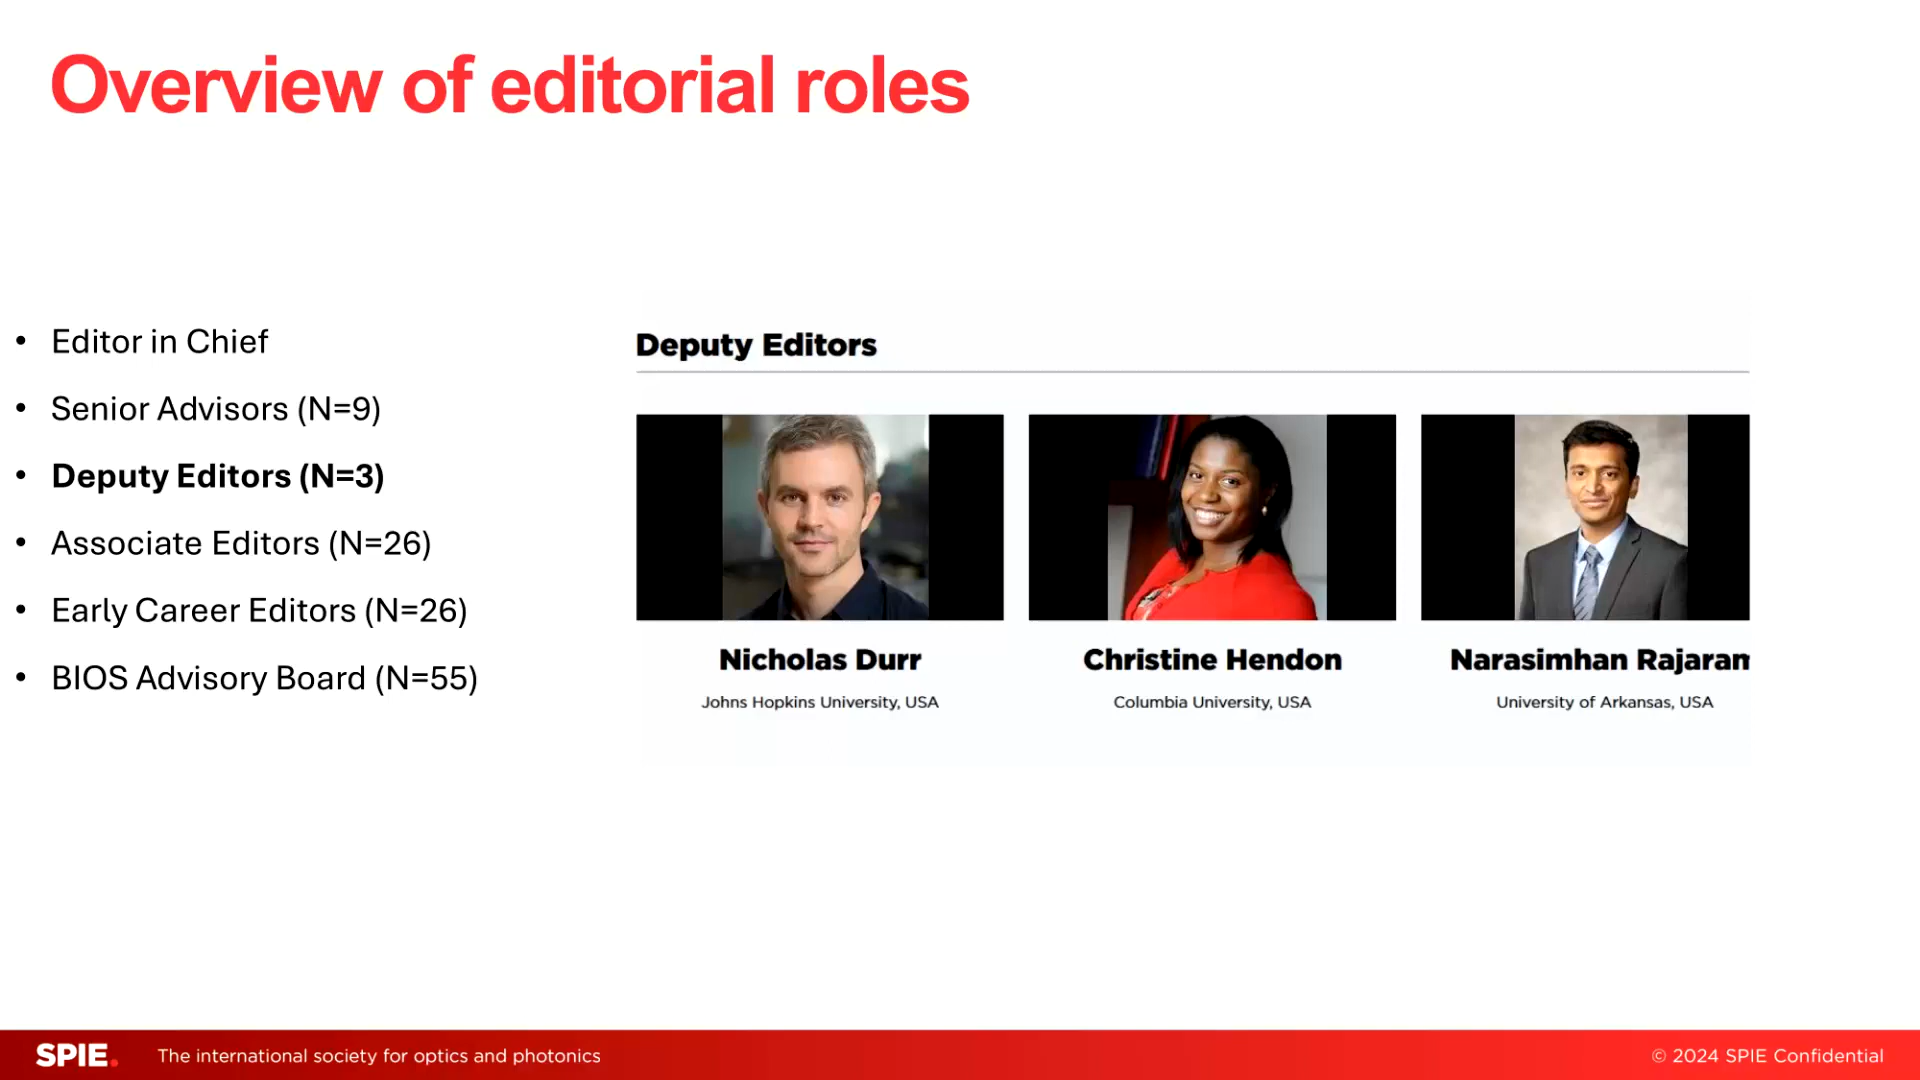 Overview of editorial roles
• Editor in Chief
• Senior Advisors (N=9)
• Deputy Editors (N=3)
• Associate Editors (N=26)
• Early Career Editors (N=26)
• BIOS Advisory Board (N=55)
Deputy Editors
Nicholas Durr
Johns Hopkins University, USA
Christine Hendon
Columbia University, USA
Narasimhan Rajaram
University of Arkansas, USA
SPIE. The international society for optics and photonics
© 2024 SPIE Confidential